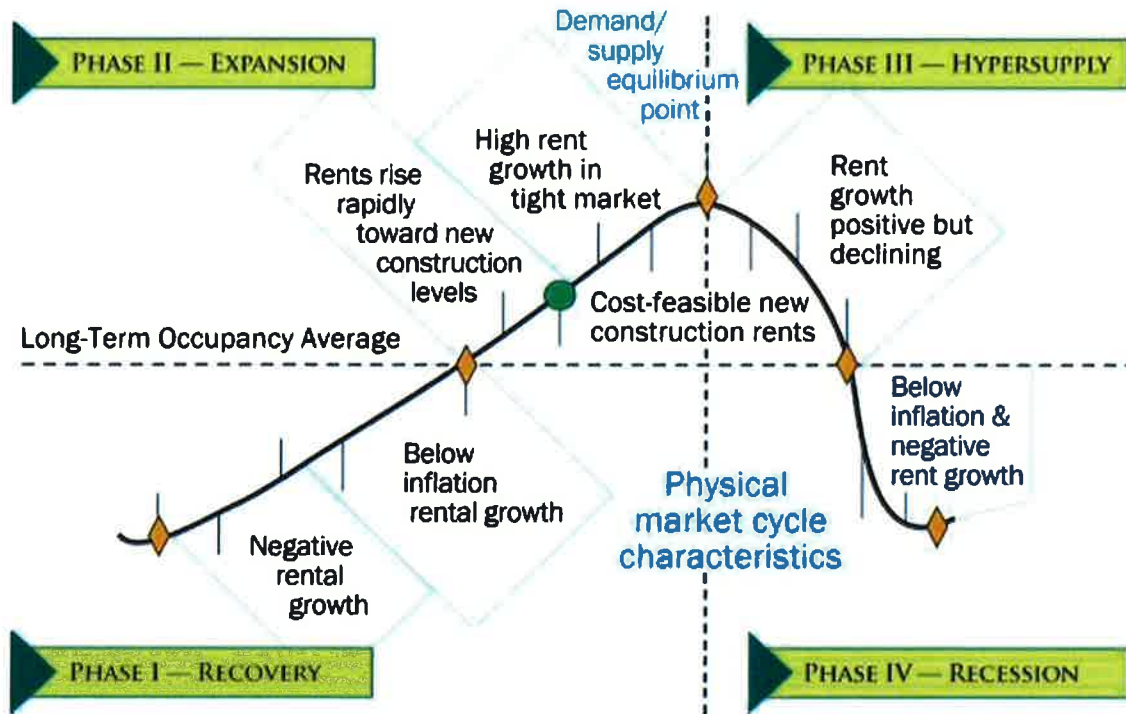 PHASE II — EXPANSION
Demand/
supply
equilibrium
point
PHASE III — HYPERSUPPLY
High rent
growth in
tight market
Rents rise
rapidly
toward new
construction
levels
Rent
growth
positive but
declining
Cost-feasible new
construction rents
Long-Term Occupancy Average
Below
inflation &
negative
rent growth
Below
inflation
rental growth
Physical
market cycle
characteristics
Negative
rental
growth
PHASE I — RECOVERY
PHASE IV — RECESSION